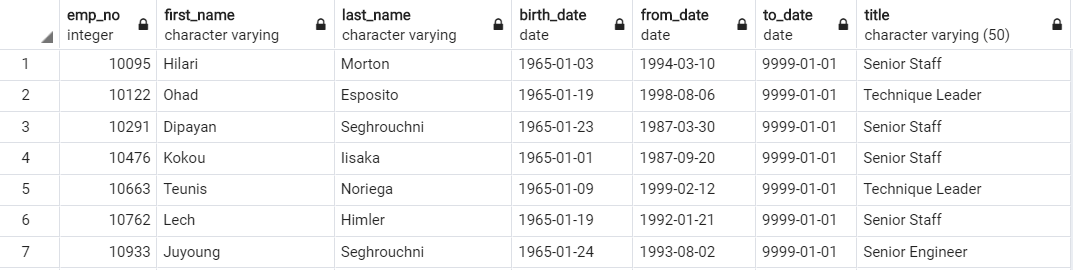 emp_no first_name last_name birth_date from_date to_date title
integer character varying character varying date date date character varying (50)
1 10095 Hilari Morton 1965-01-03 1994-03-10 9999-01-01 Senior Staff
2 10122 Ohad Esposito 1965-01-19 1998-08-06 9999-01-01 Technique Leader
3 10291 Dipayan Seghrouchni 1965-01-23 1987-03-30 9999-01-01 Senior Staff
4 10476 Kokou Iisaka 1965-01-01 1987-09-20 9999-01-01 Senior Staff
5 10663 Teunis Noriega 1965-01-09 1999-02-12 9999-01-01 Technique Leader
6 10762 Lech Himler 1965-01-19 1992-01-21 9999-01-01 Senior Staff
7 10933 Juyoung Seghrouchni 1965-01-24 1993-08-02 9999-01-01 Senior Engineer